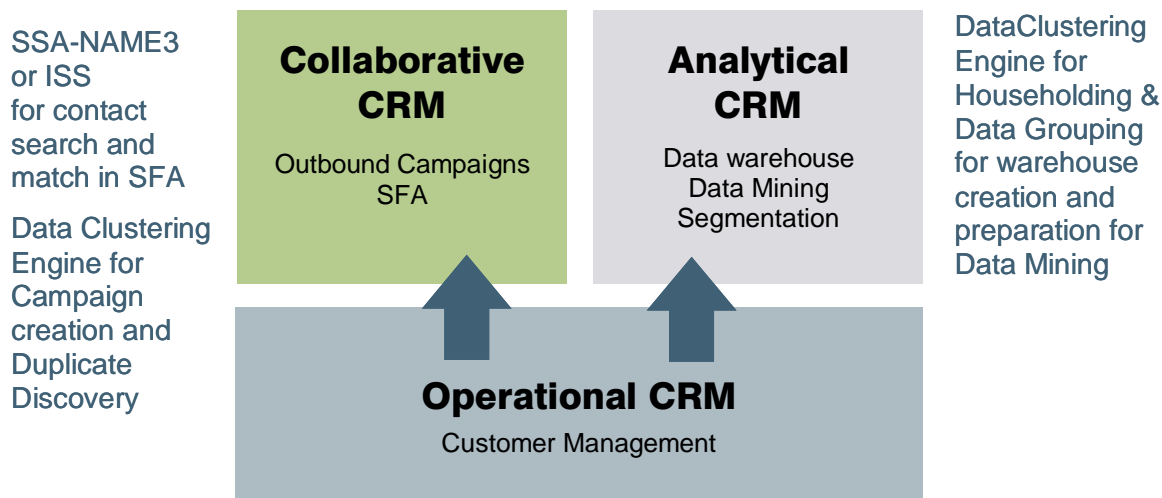 SSA-NAME3
or ISS
for contact
search and
match in SFA
Data Clustering
Engine for
Campaign
creation and
Duplicate
Discovery
Collaborative
CRM
Outbound Campaigns
SFA
Analytical
CRM
Data warehouse
Data Mining
Segmentation
DataClustering
Engine for
Householding &
Data Grouping
for warehouse
creation and
preparation for
Data Mining
Operational CRM
Customer Management